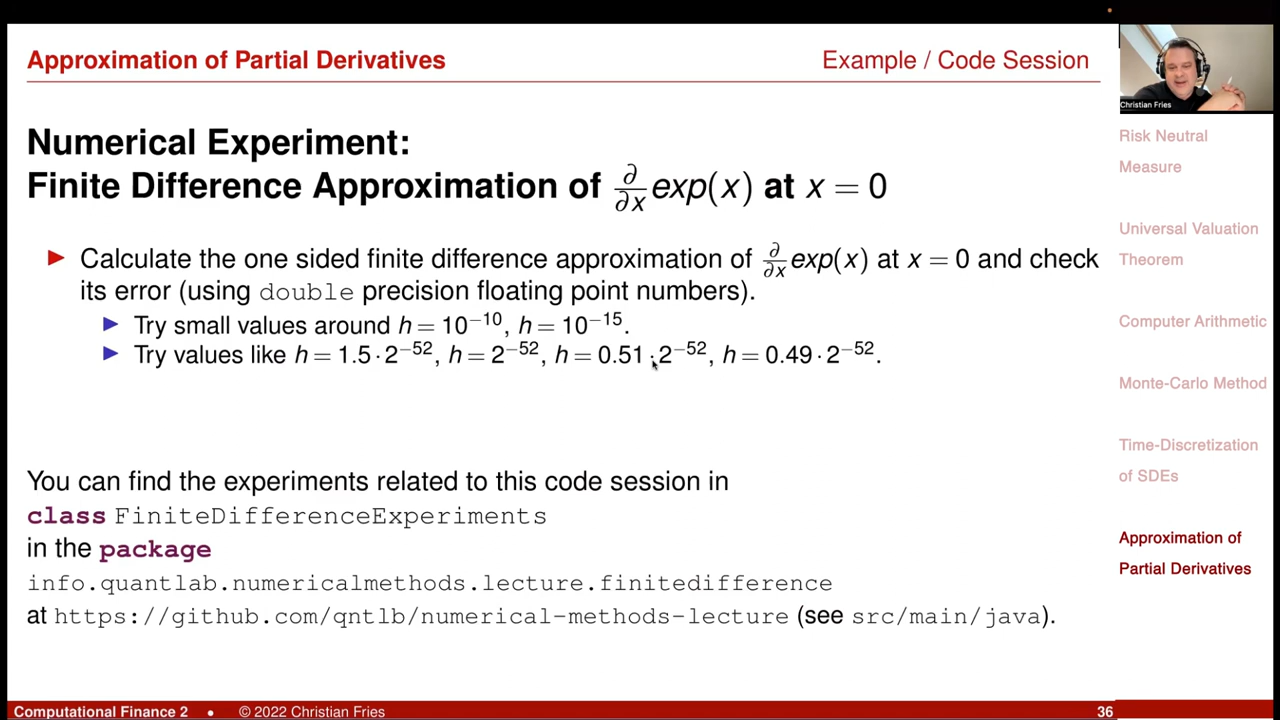 Approximation of Partial Derivatives
Example / Code Session
Numerical Experiment:
Finite Difference Approximation of ∂/∂x exp(x) at x = 0
▶ Calculate the one sided finite difference approximation of ∂/∂x exp(x) at x = 0 and check
its error (using double precision floating point numbers).
▶ Try small values around h = 10⁻¹⁰, h = 10⁻¹⁵.
▶ Try values like h = 1.5 · 2⁻⁵², h = 2⁻⁵², h = 0.51 · 2⁻⁵², h = 0.49 · 2⁻⁵².
You can find the experiments related to this code session in
class FiniteDifferenceExperiments
in the package
info.quantlab.numericalmethods.lecture.finitedifference
at https://github.com/qntlb/numerical-methods-lecture (see src/main/java).
Christian Fries
Risk Neutral
Measure
Universal Valuation
Theorem
Computer Arithmetic
Monte-Carlo Method
Time-Discretization
of SDEs
Approximation of
Partial Derivatives
Computational Finance 2 • © 2022 Christian Fries
36